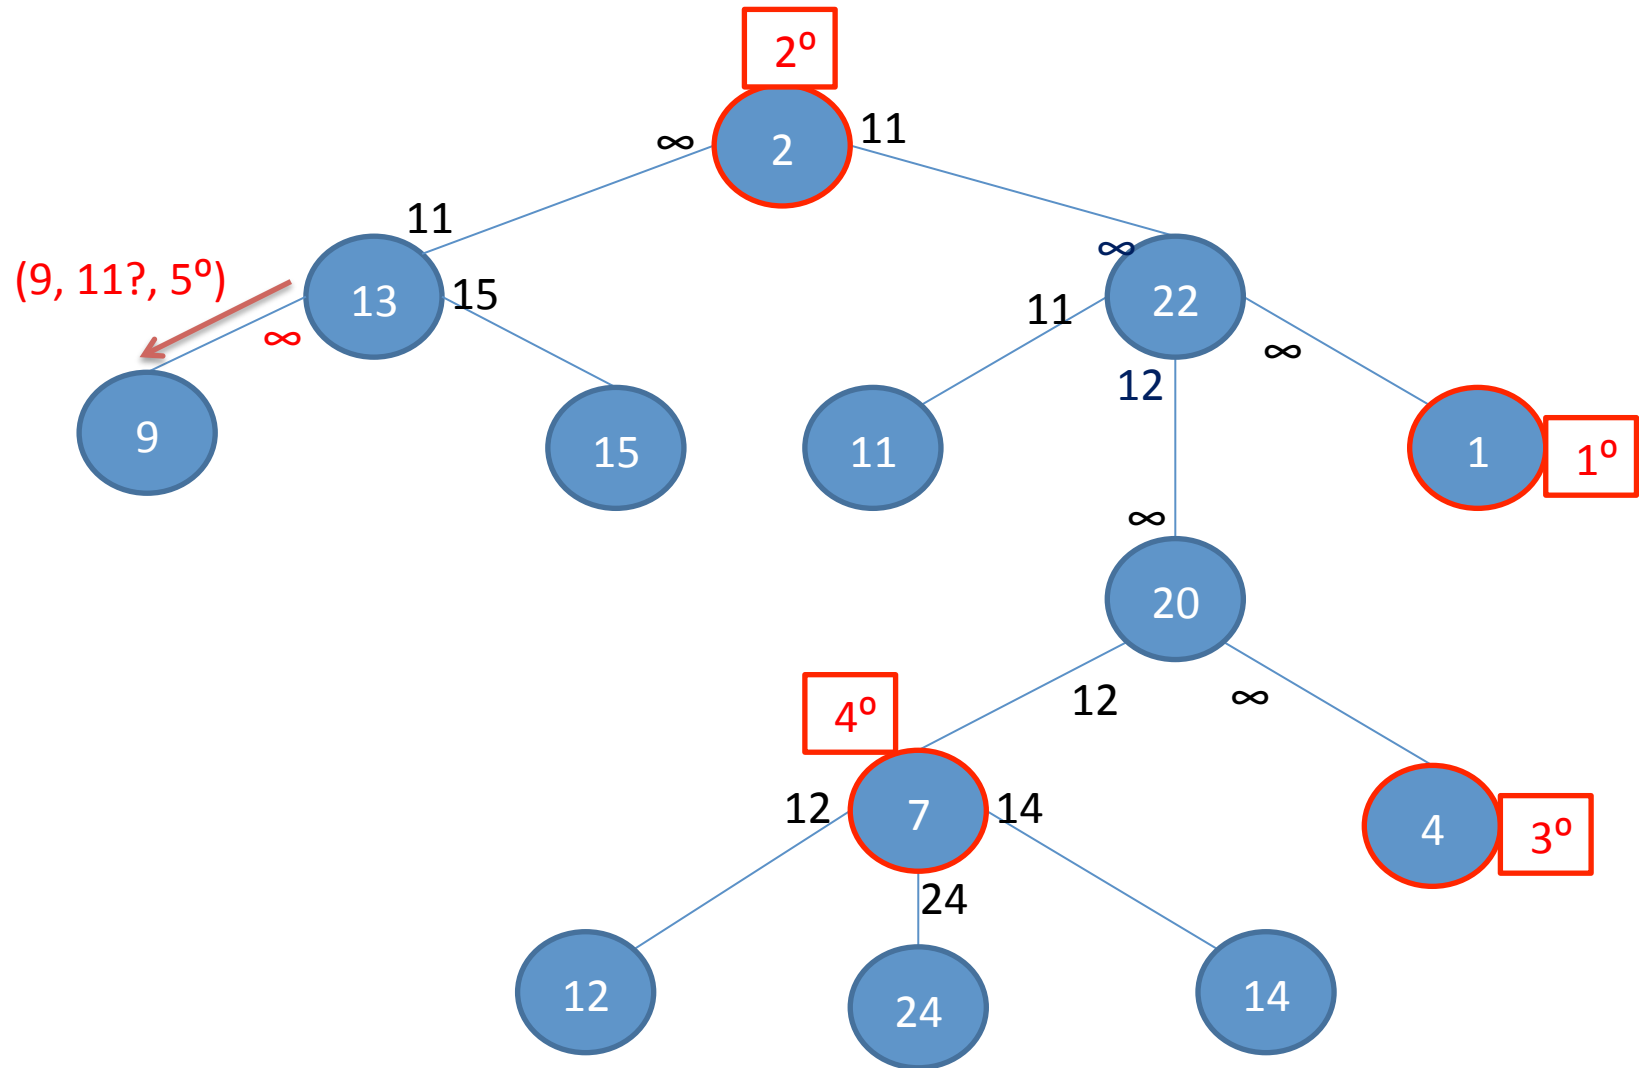 2º
∞ 2 11
11 ∞
(9, 11?, 5º) 13 15 11 22
∞ 12 ∞
9 15 11 1 1º
∞
20
4º 12 ∞
12 7 14 4 3º
24
12 24 14